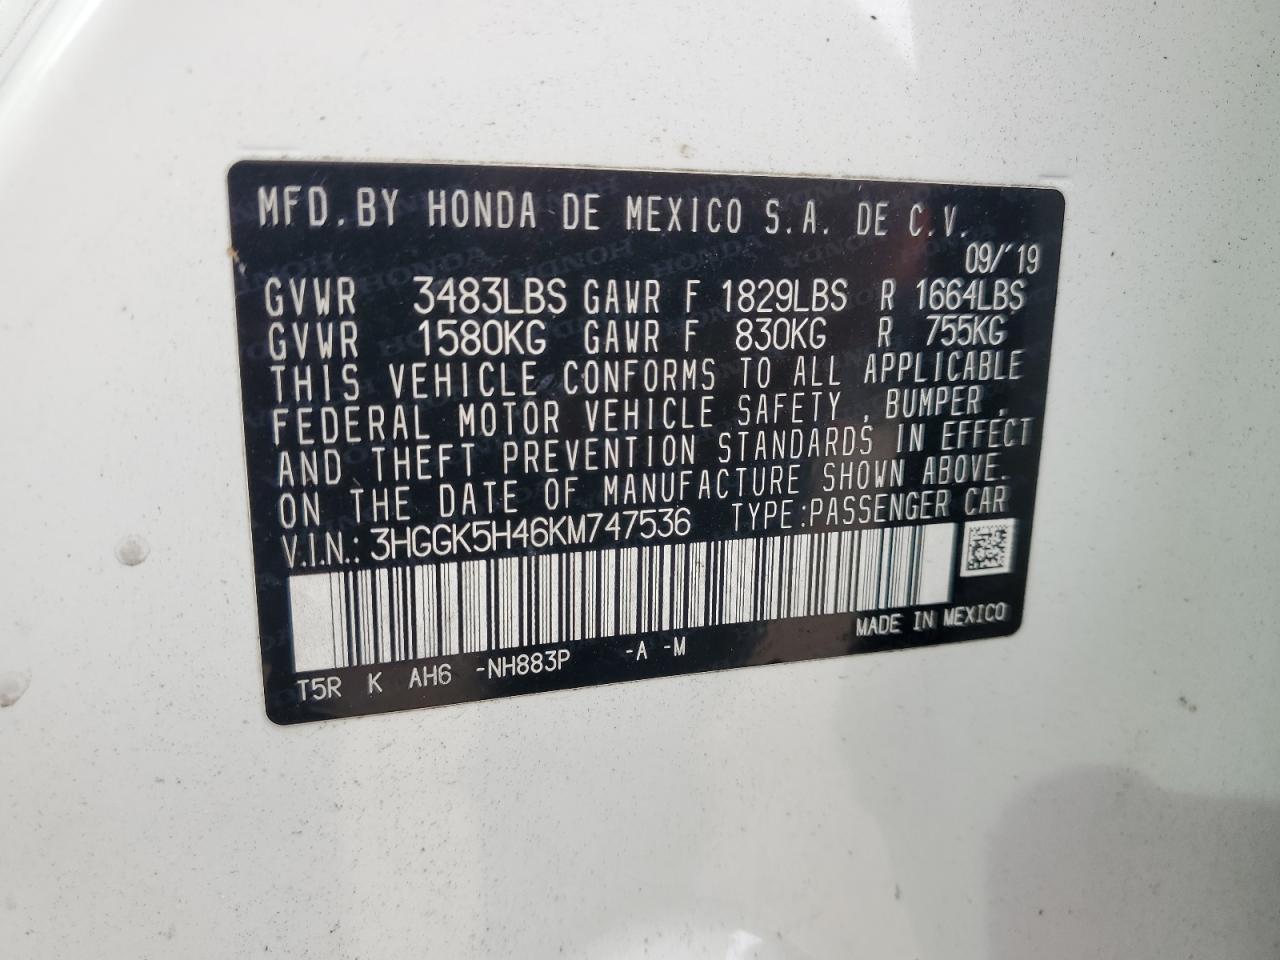 MFD. BY HONDA DE MEXICO S.A. DE C.V.
09/'19
GVWR 3483LBS GAWR F 1829LBS R 1664LBS
GVWR 1580KG GAWR F 830KG R 755KG
THIS VEHICLE CONFORMS TO ALL APPLICABLE
FEDERAL MOTOR VEHICLE SAFETY , BUMPER ,
AND THEFT PREVENTION STANDARDS IN EFFECT
ON THE DATE OF MANUFACTURE SHOWN ABOVE.
V.I.N.: 3HGGK5H46KM747536 TYPE:PASSENGER CAR
MADE IN MEXICO
T5R K AH6 -NH883P -A -M